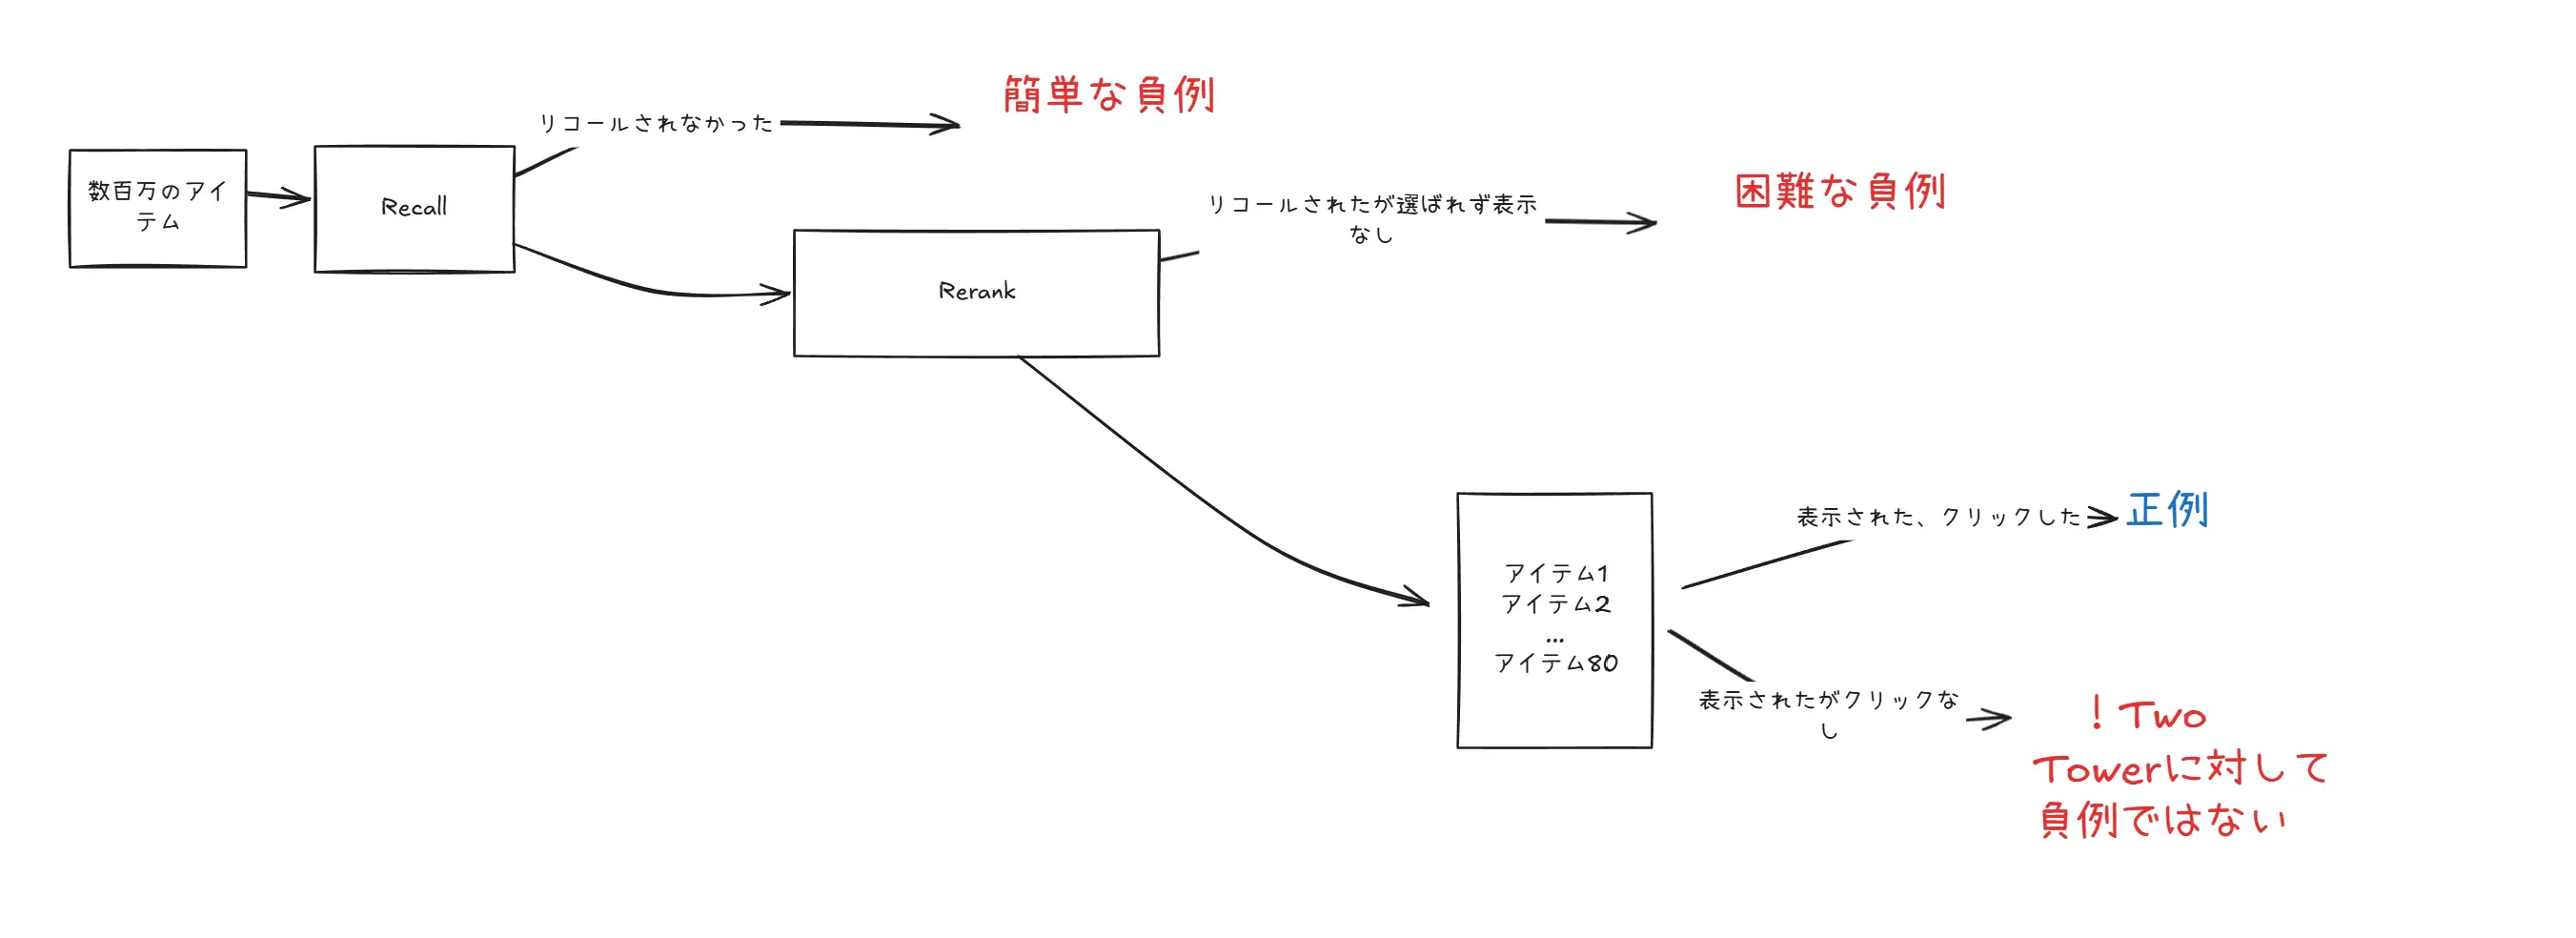 簡単な負例
リコールされなかった
数百万のアイ
テム
Recall
困難な負例
リコールされたが選ばれず表示
なし
Rerank
正例
表示された、クリックした
アイテム1
アイテム2
...
アイテム80
表示されたがクリックな
し
！Two
Towerに対して
負例ではない